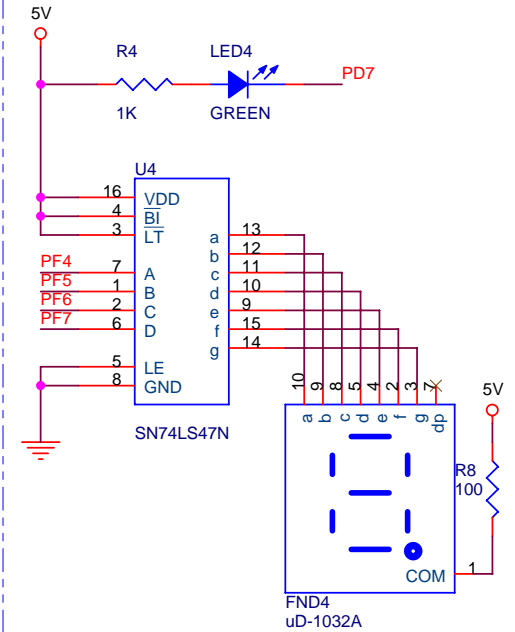 5V
R4 LED4
PD7
1K GREEN
U4
16 VDD
4 BI
3 LT
a 13
b 12
PF4 7 A c 11
PF5 1 B d 10
PF6 2 C e 9
PF7 6 D f 15
g 14
5 LE
8 GND
SN74LS47N
10 9 8 5 4 2 3 7
a b c d e f g dp
5V
R8
100
COM 1
FND4
uD-1032A